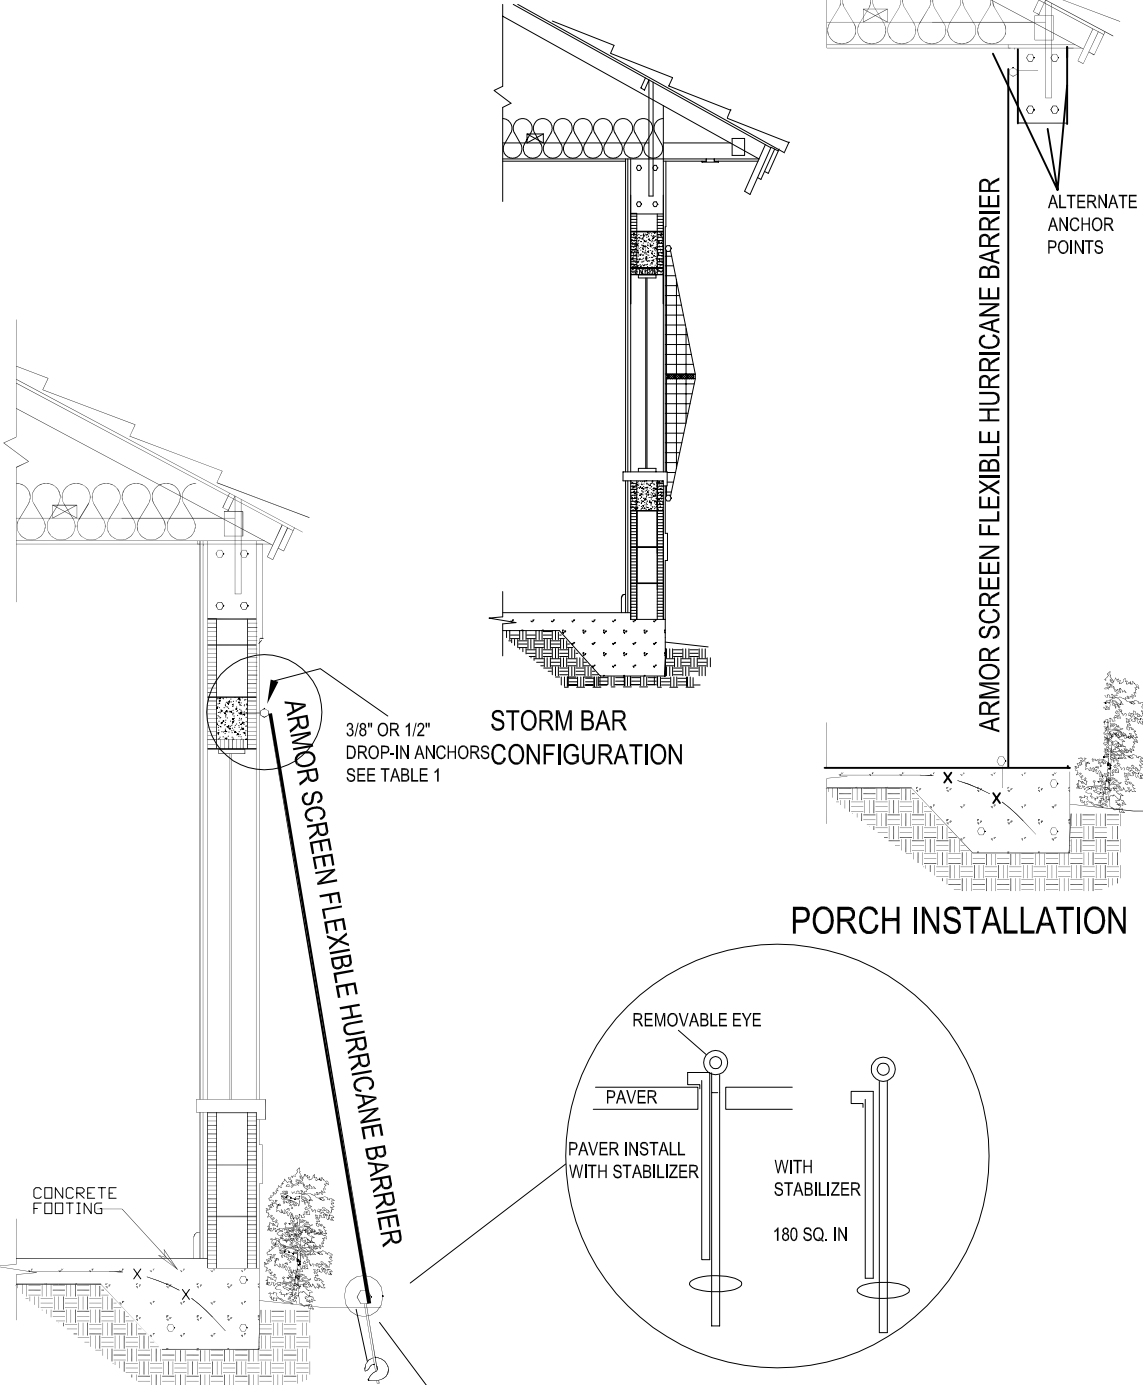 ALTERNATE
ANCHOR
POINTS
ARMOR SCREEN FLEXIBLE HURRICANE BARRIER
3/8" OR 1/2"
DROP-IN ANCHORS
SEE TABLE 1
STORM BAR
CONFIGURATION
ARMOR SCREEN FLEXIBLE HURRICANE BARRIER
X
X
PORCH INSTALLATION
REMOVABLE EYE
PAVER
PAVER INSTALL
WITH STABILIZER
WITH
STABILIZER
180 SQ. IN
CONCRETE
FOOTING
X
X